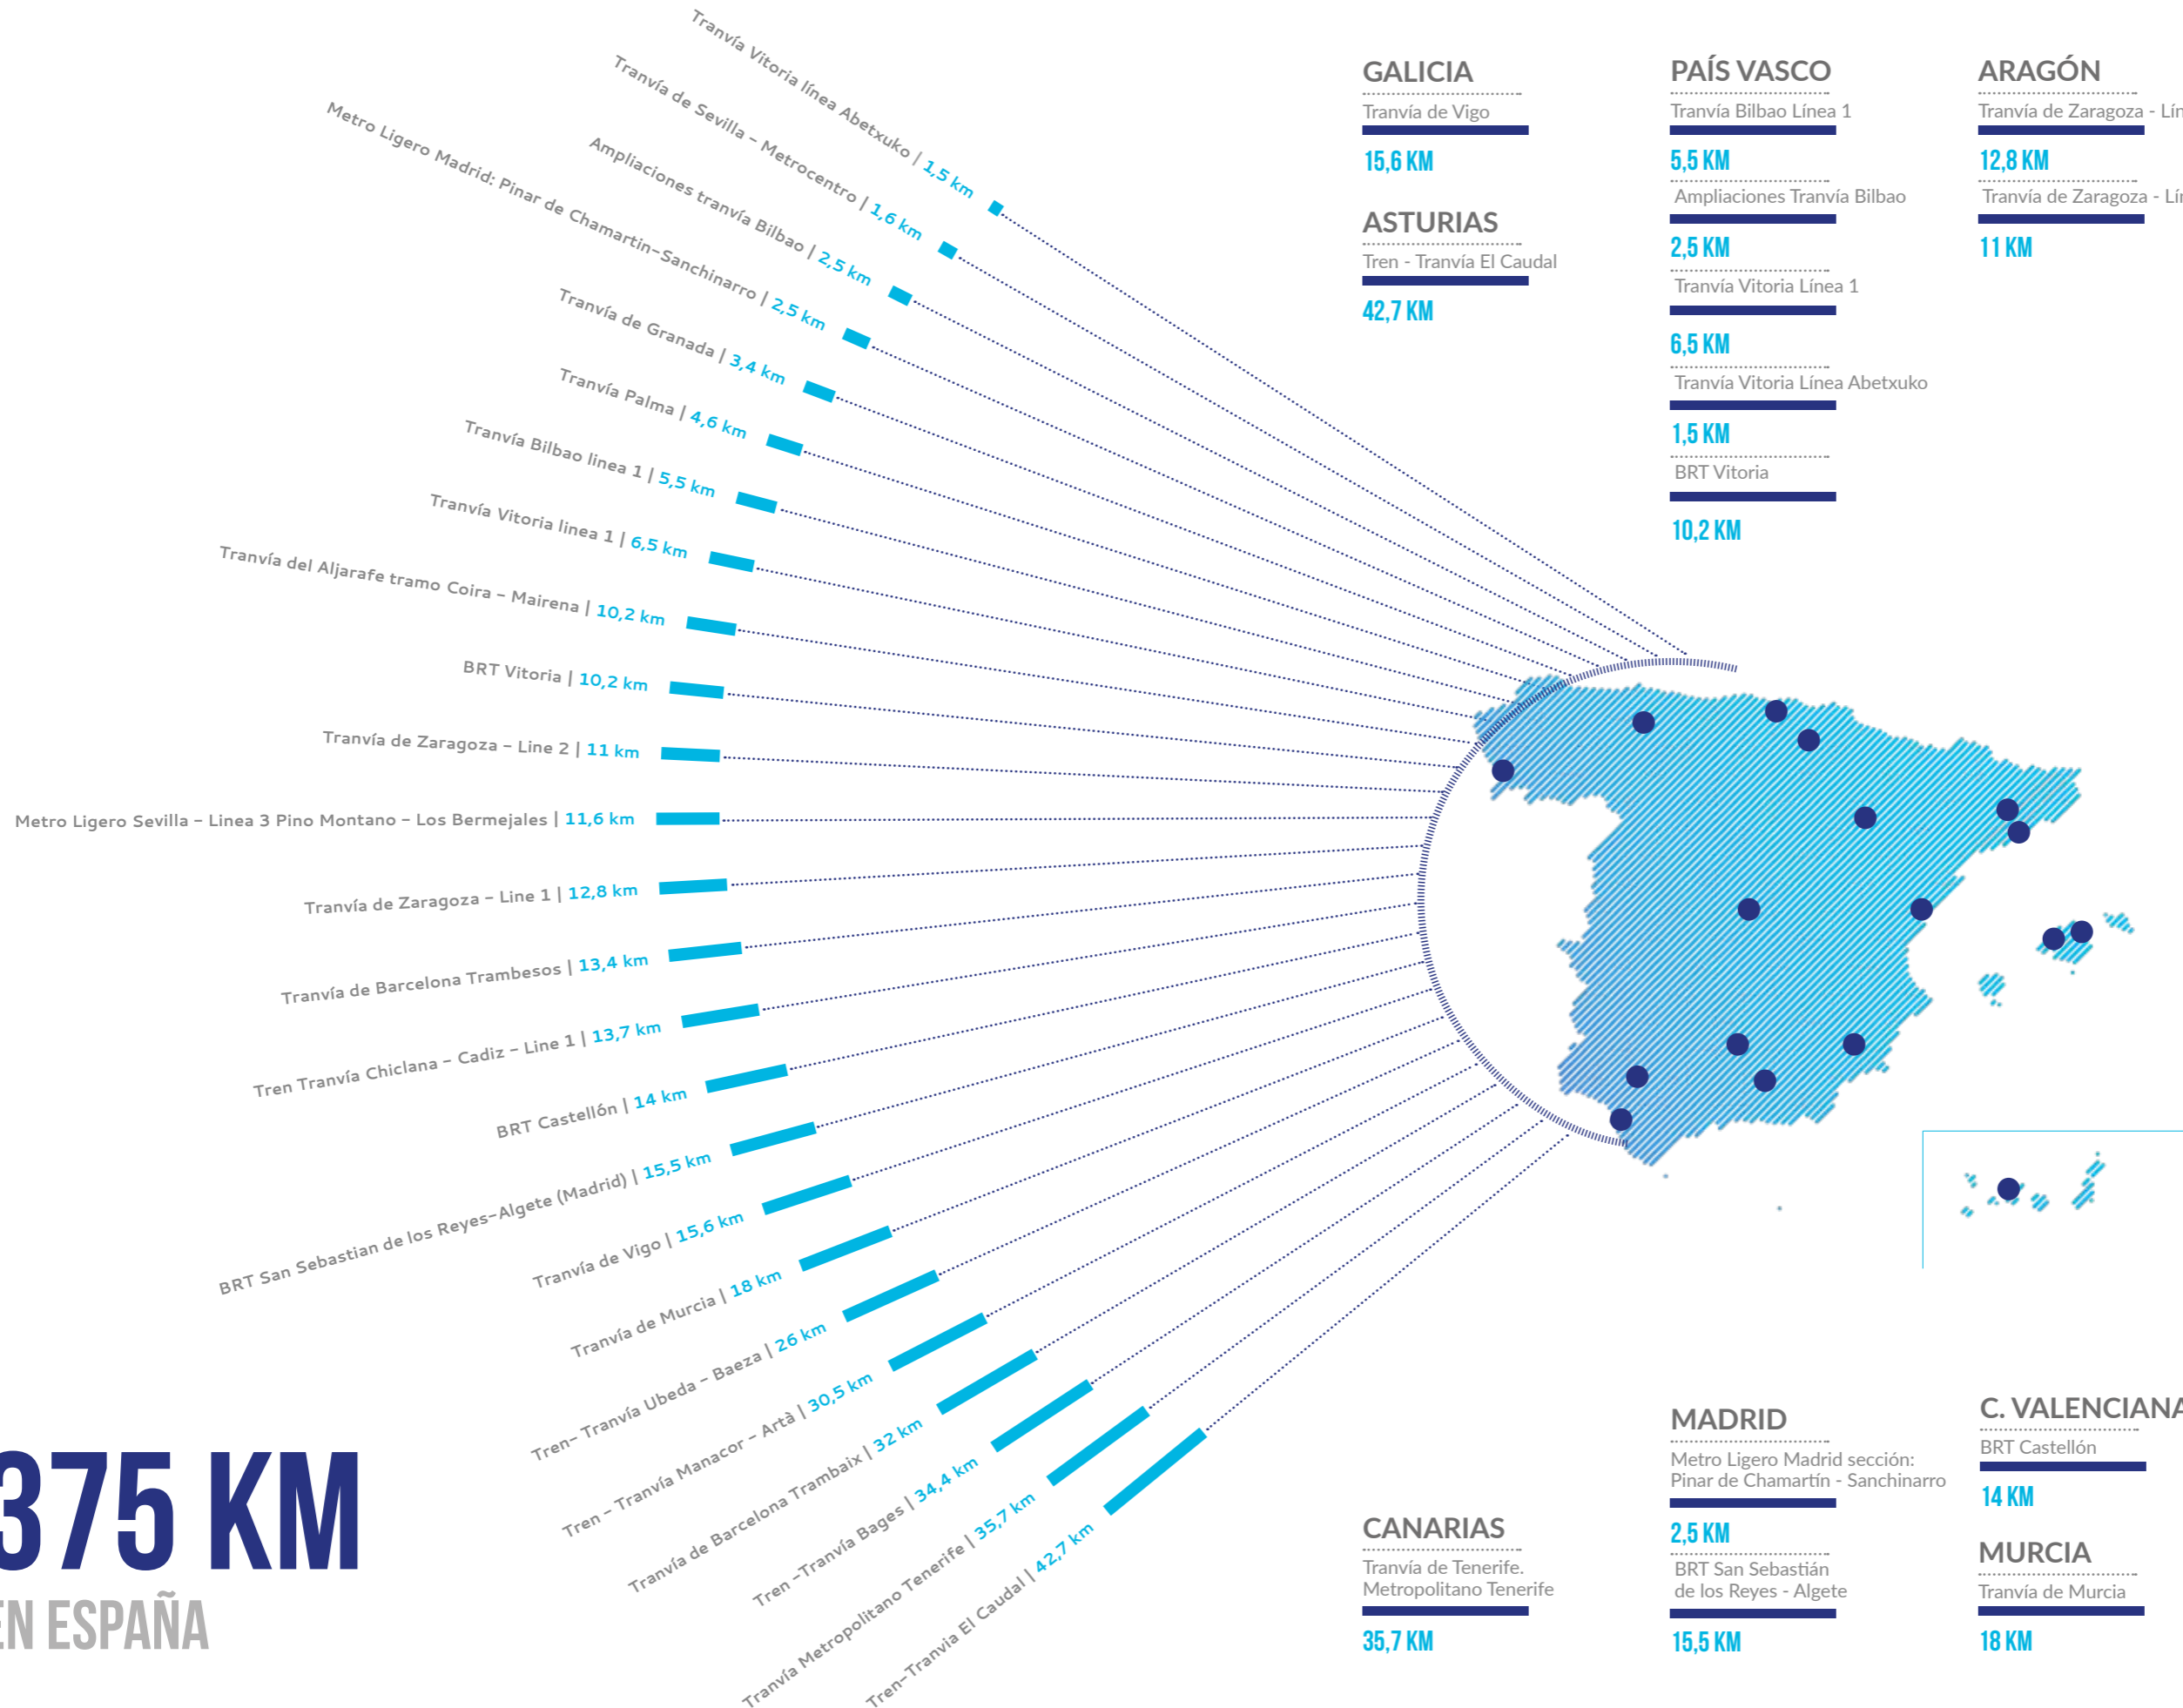 Tranvía Vitoria línea Abetxuko | 1,5 km
Tranvía de Sevilla - Metrocentro | 1,6 km
Ampliaciones tranvía Bilbao | 2,5 km
Metro Ligero Madrid: Pinar de Chamartin-Sanchinarro | 2,5 km
Tranvía de Granada | 3,4 km
Tranvía Palma | 4,6 km
Tranvía Bilbao linea 1 | 5,5 km
Tranvía Vitoria linea 1 | 6,5 km
Tranvía del Aljarafe tramo Coira - Mairena | 10,2 km
BRT Vitoria | 10,2 km
Tranvía de Zaragoza - Line 2 | 11 km
Metro Ligero Sevilla - Linea 3 Pino Montano - Los Bermejales | 11,6 km
Tranvía de Zaragoza - Line 1 | 12,8 km
Tranvía de Barcelona Trambesos | 13,4 km
Tren Tranvía Chiclana - Cadiz - Line 1 | 13,7 km
BRT Castellón | 14 km
BRT San Sebastian de los Reyes-Algete (Madrid) | 15,5 km
Tranvía de Vigo | 15,6 km
Tranvía de Murcia | 18 km
Tren- Tranvía Ubeda - Baeza | 26 km
Tren - Tranvía Manacor - Artà | 30,5 km
Tranvía de Barcelona Trambaix | 32 km
Tren -Tranvía Bages | 34,4 km
Tranvía Metropolitano Tenerife | 35,7 km
Tren-Tranvia El Caudal | 42,7 km
375 KM
EN ESPAÑA
GALICIA
Tranvía de Vigo
15,6 KM
ASTURIAS
Tren - Tranvía El Caudal
42,7 KM
PAÍS VASCO
Tranvía Bilbao Línea 1
5,5 KM
Ampliaciones Tranvía Bilbao
2,5 KM
Tranvía Vitoria Línea 1
6,5 KM
Tranvía Vitoria Línea Abetxuko
1,5 KM
BRT Vitoria
10,2 KM
ARAGÓN
Tranvía de Zaragoza - Lín
12,8 KM
Tranvía de Zaragoza - Lín
11 KM
CANARIAS
Tranvía de Tenerife.
Metropolitano Tenerife
35,7 KM
MADRID
Metro Ligero Madrid sección:
Pinar de Chamartín - Sanchinarro
2,5 KM
BRT San Sebastián
de los Reyes - Algete
15,5 KM
C. VALENCIANA
BRT Castellón
14 KM
MURCIA
Tranvía de Murcia
18 KM